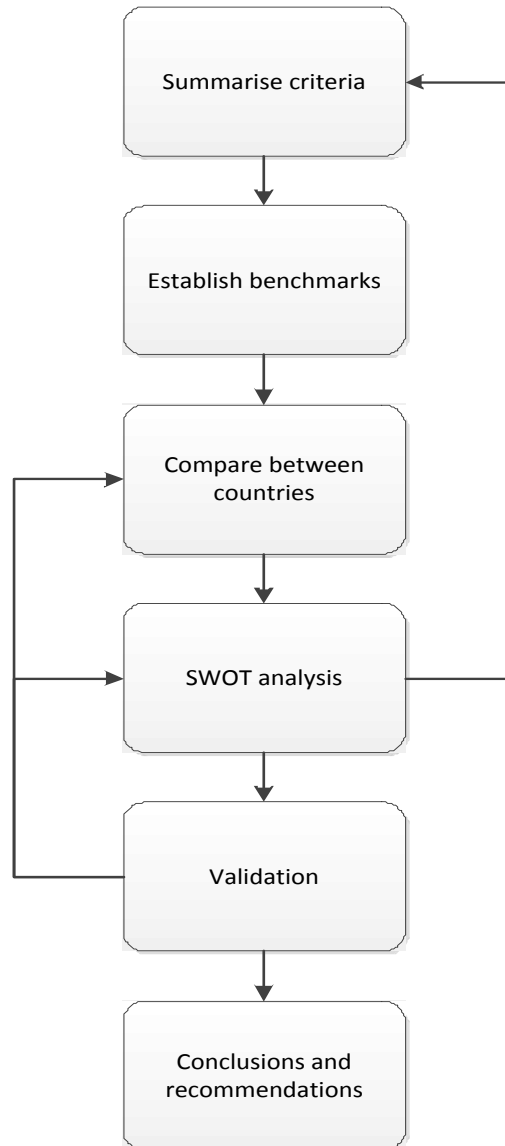 Summarise criteria
Establish benchmarks
Compare between
countries
SWOT analysis
Validation
Conclusions and
recommendations